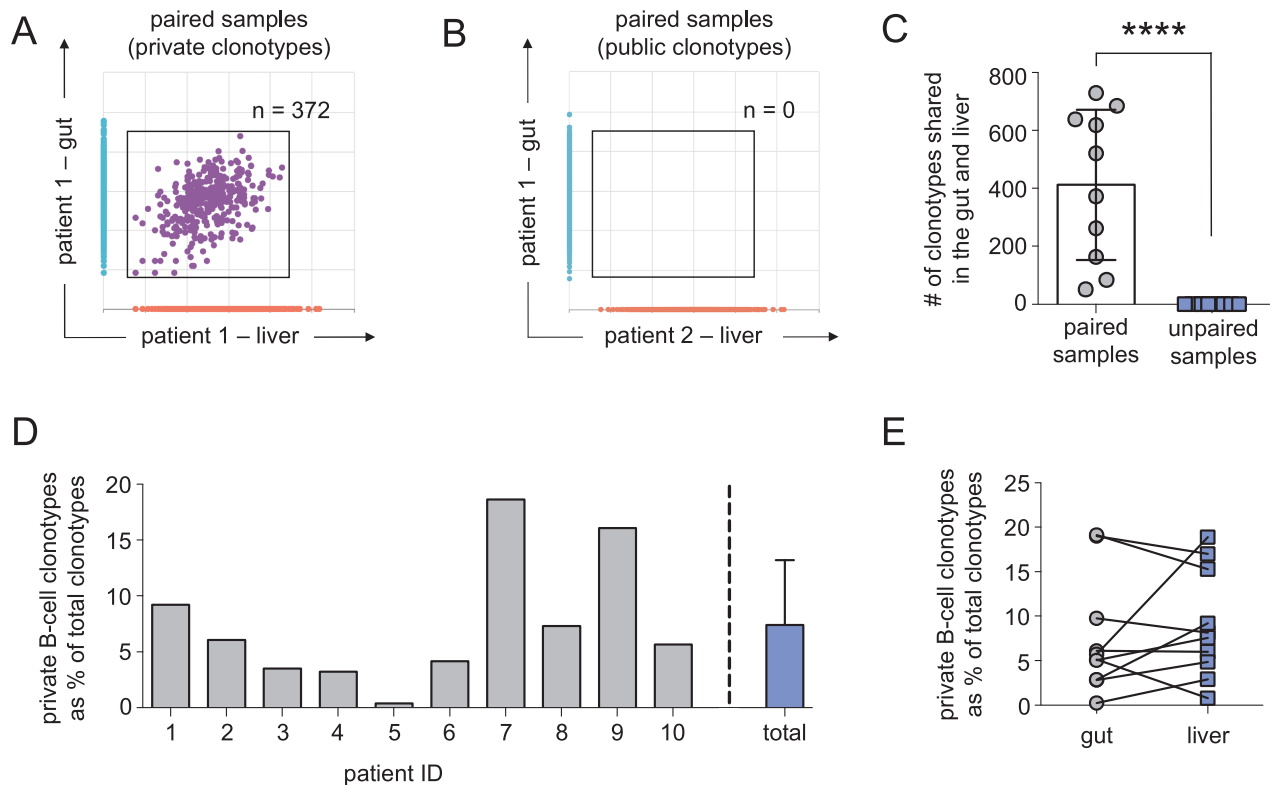 A
paired samples
(private clonotypes)
n = 372
patient 1 – gut
patient 1 – liver
B
paired samples
(public clonotypes)
n = 0
patient 1 – gut
patient 2 – liver
C
****
# of clonotypes shared
in the gut and liver
800
600
400
200
0
paired
samples
unpaired
samples
D
private B-cell clonotypes
as % of total clonotypes
20
15
10
5
0
1 2 3 4 5 6 7 8 9 10 total
patient ID
E
private B-cell clonotypes
as % of total clonotypes
25
20
15
10
5
0
gut liver